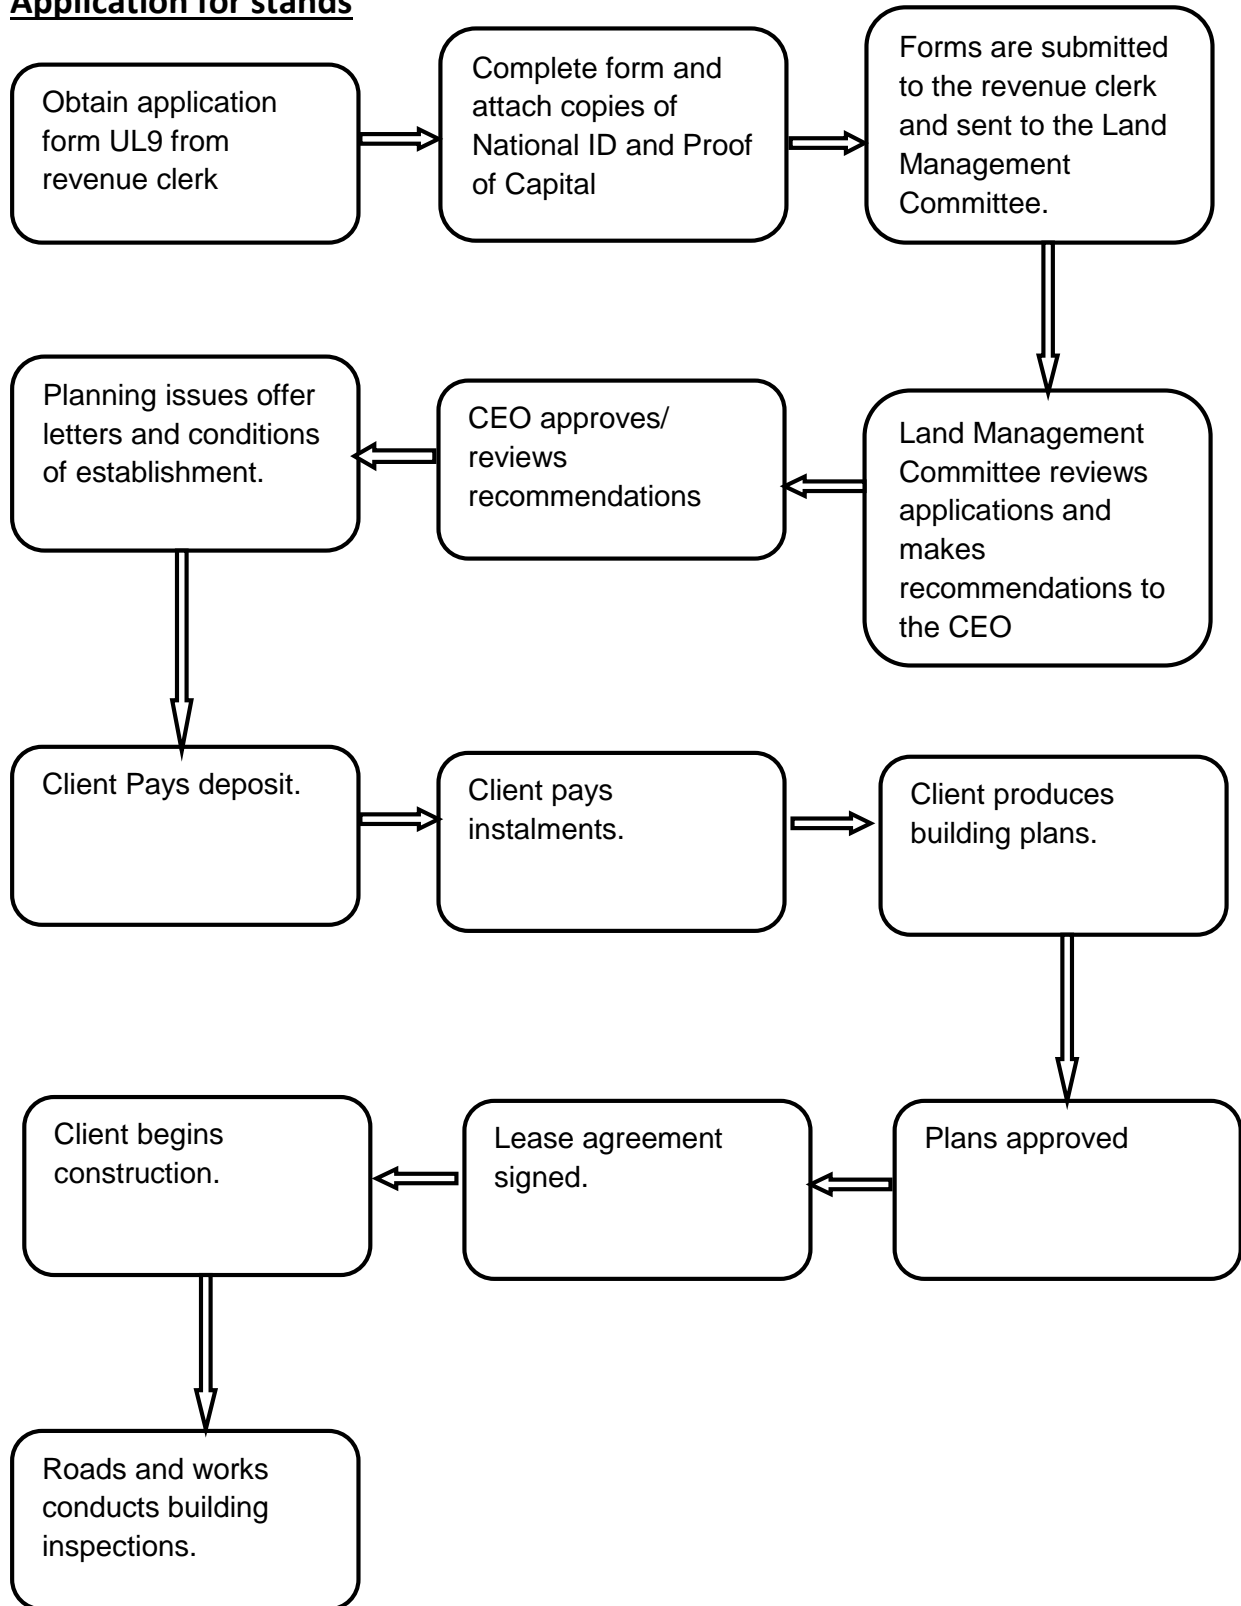 Application for stands
Obtain application
form UL9 from
revenue clerk
Complete form and
attach copies of
National ID and Proof
of Capital
Forms are submitted
to the revenue clerk
and sent to the Land
Management
Committee.
Land Management
Committee reviews
applications and
makes
recommendations to
the CEO
CEO approves/
reviews
recommendations
Planning issues offer
letters and conditions
of establishment.
Client Pays deposit.
Client pays
instalments.
Client produces
building plans.
Plans approved
Lease agreement
signed.
Client begins
construction.
Roads and works
conducts building
inspections.